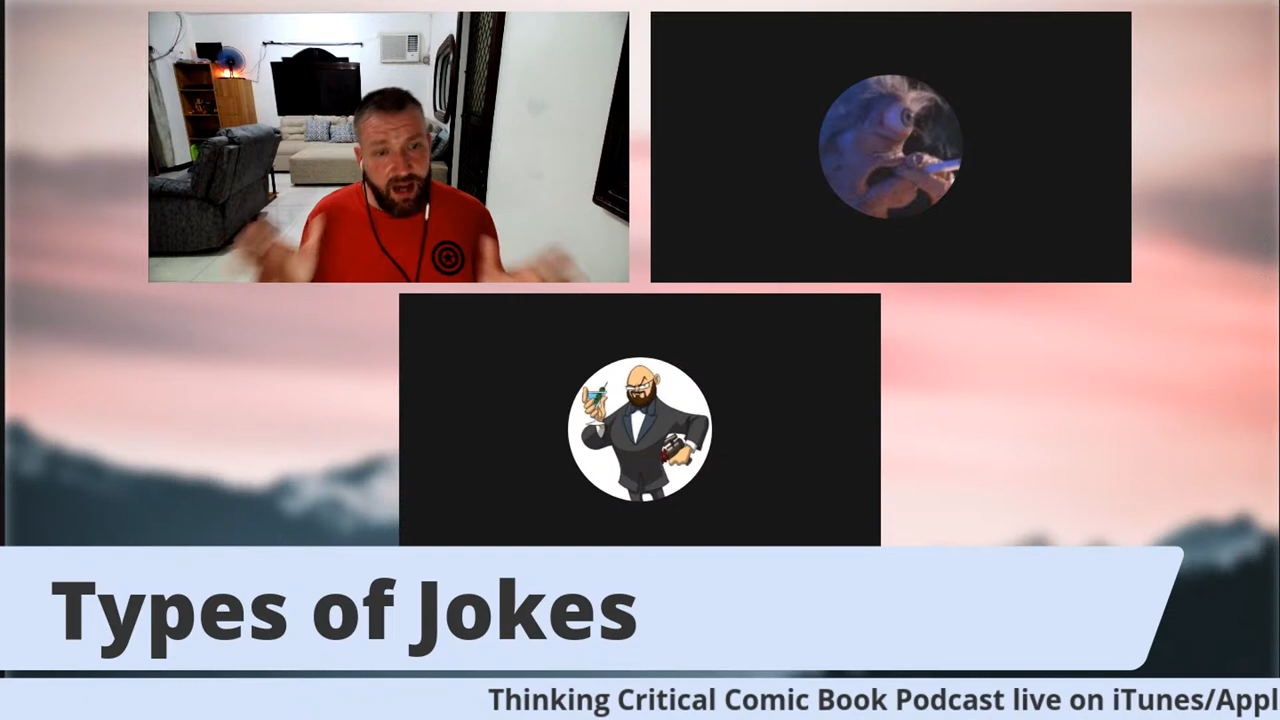 Types of Jokes
Thinking Critical Comic Book Podcast live on iTunes/Appl